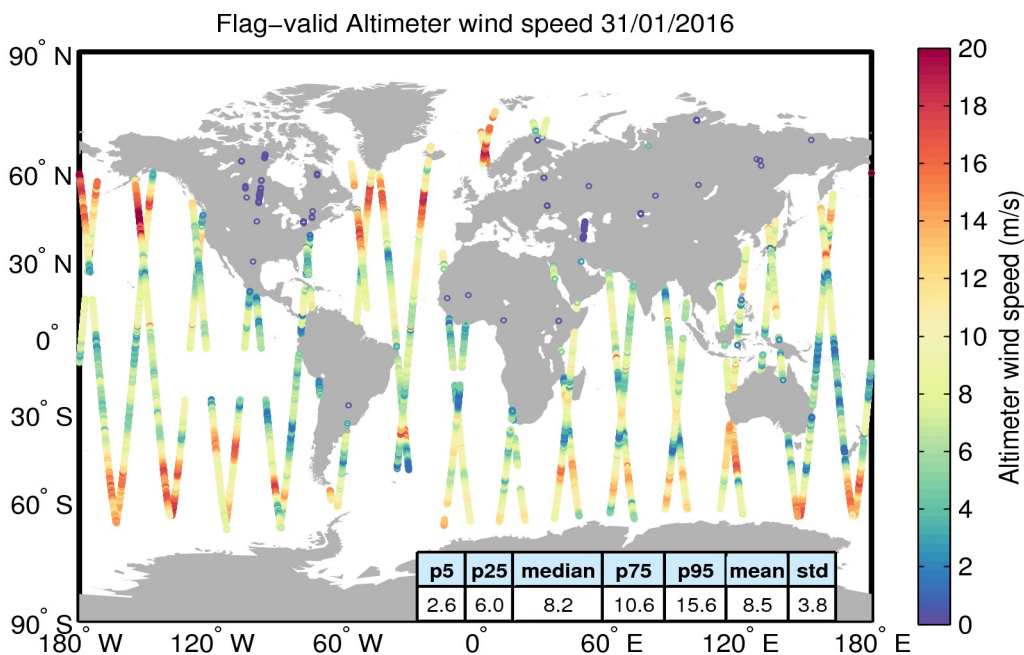 Flag−valid Altimeter wind speed 31/01/2016
90° N
60° N
30° N
0°
30° S
60° S
90° S
180° W
120° W
60° W
0°
60° E
120° E
180° E
p5 p25 median p75 p95 mean std
2.6 6.0 8.2 10.6 15.6 8.5 3.8
20
18
16
14
12
10
8
6
4
2
0
Altimeter wind speed (m/s)